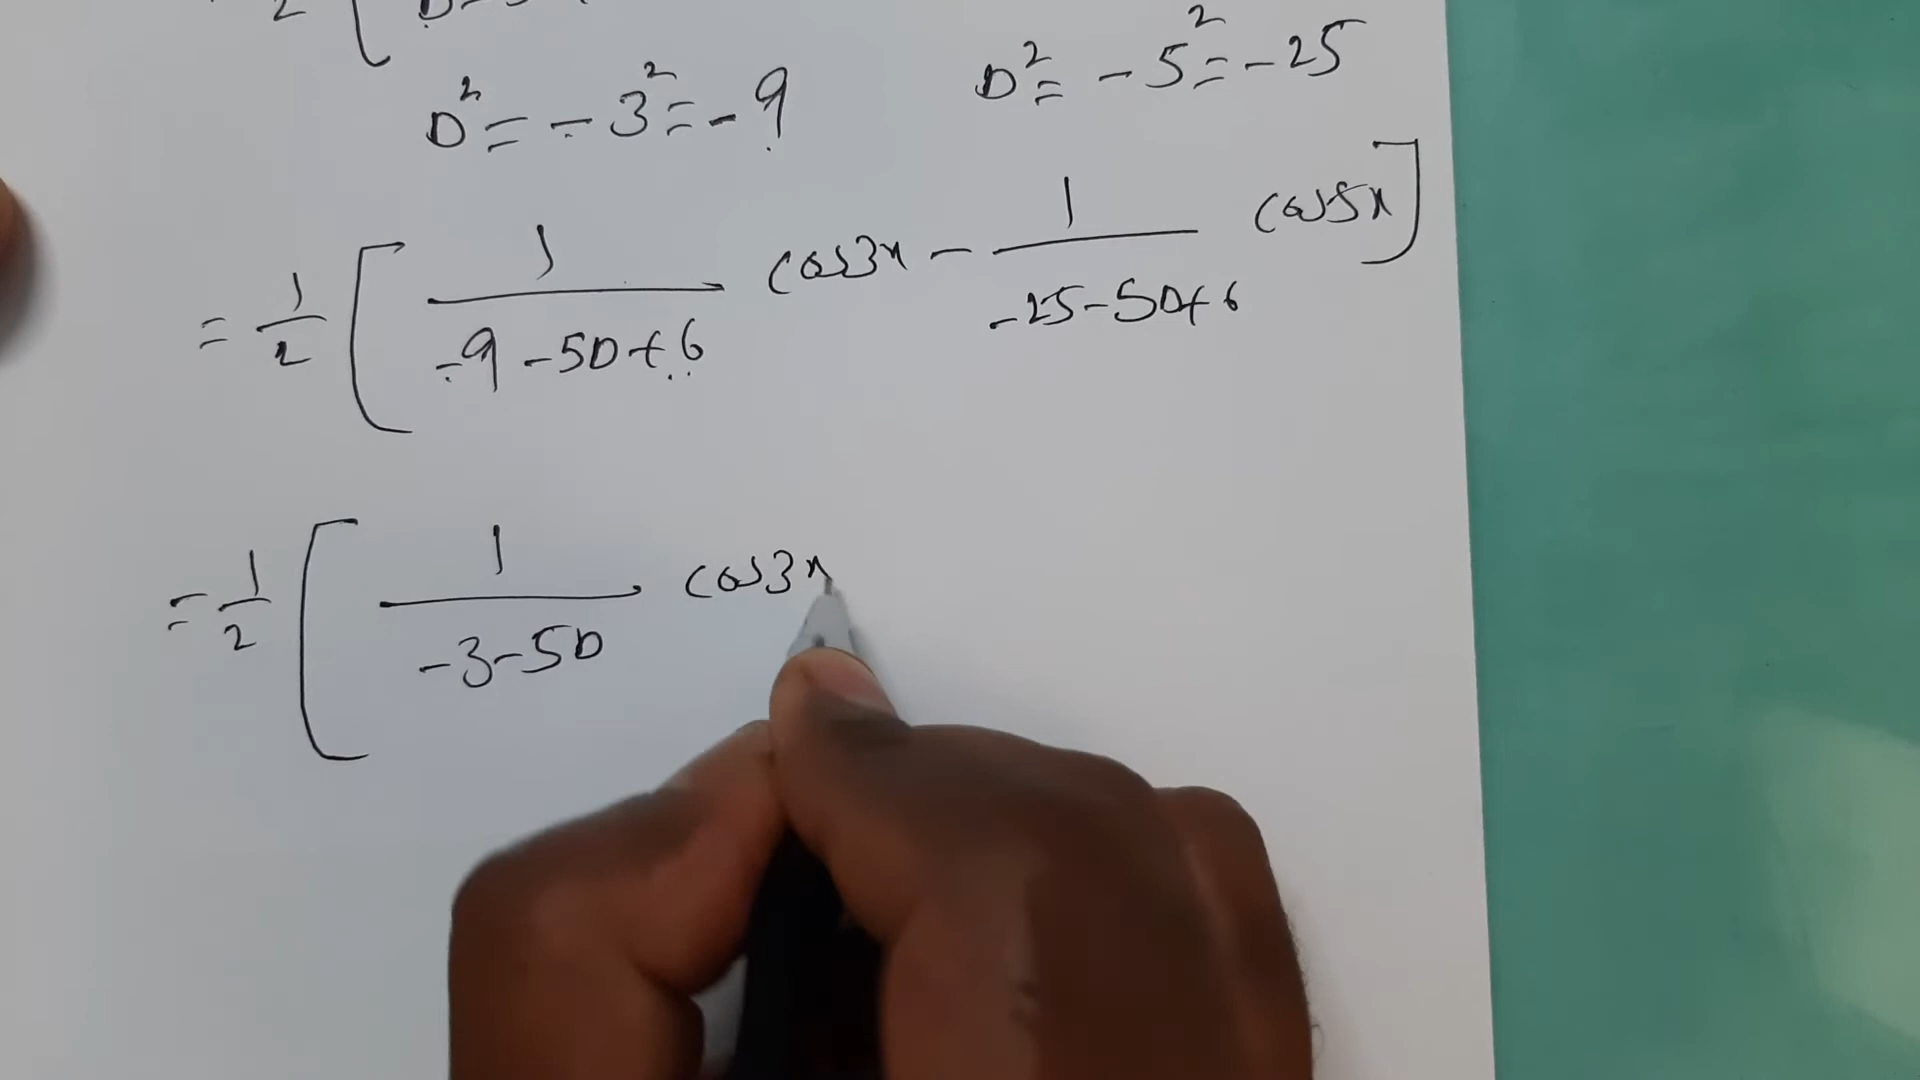 D² = -3² = -9 D² = -5² = -25
= 1/2 [ 1/(-9-5D+6) cos3x - 1/(-25-5D+6) cos5x ]
= 1/2 [ 1/(-3-5D) cos3x